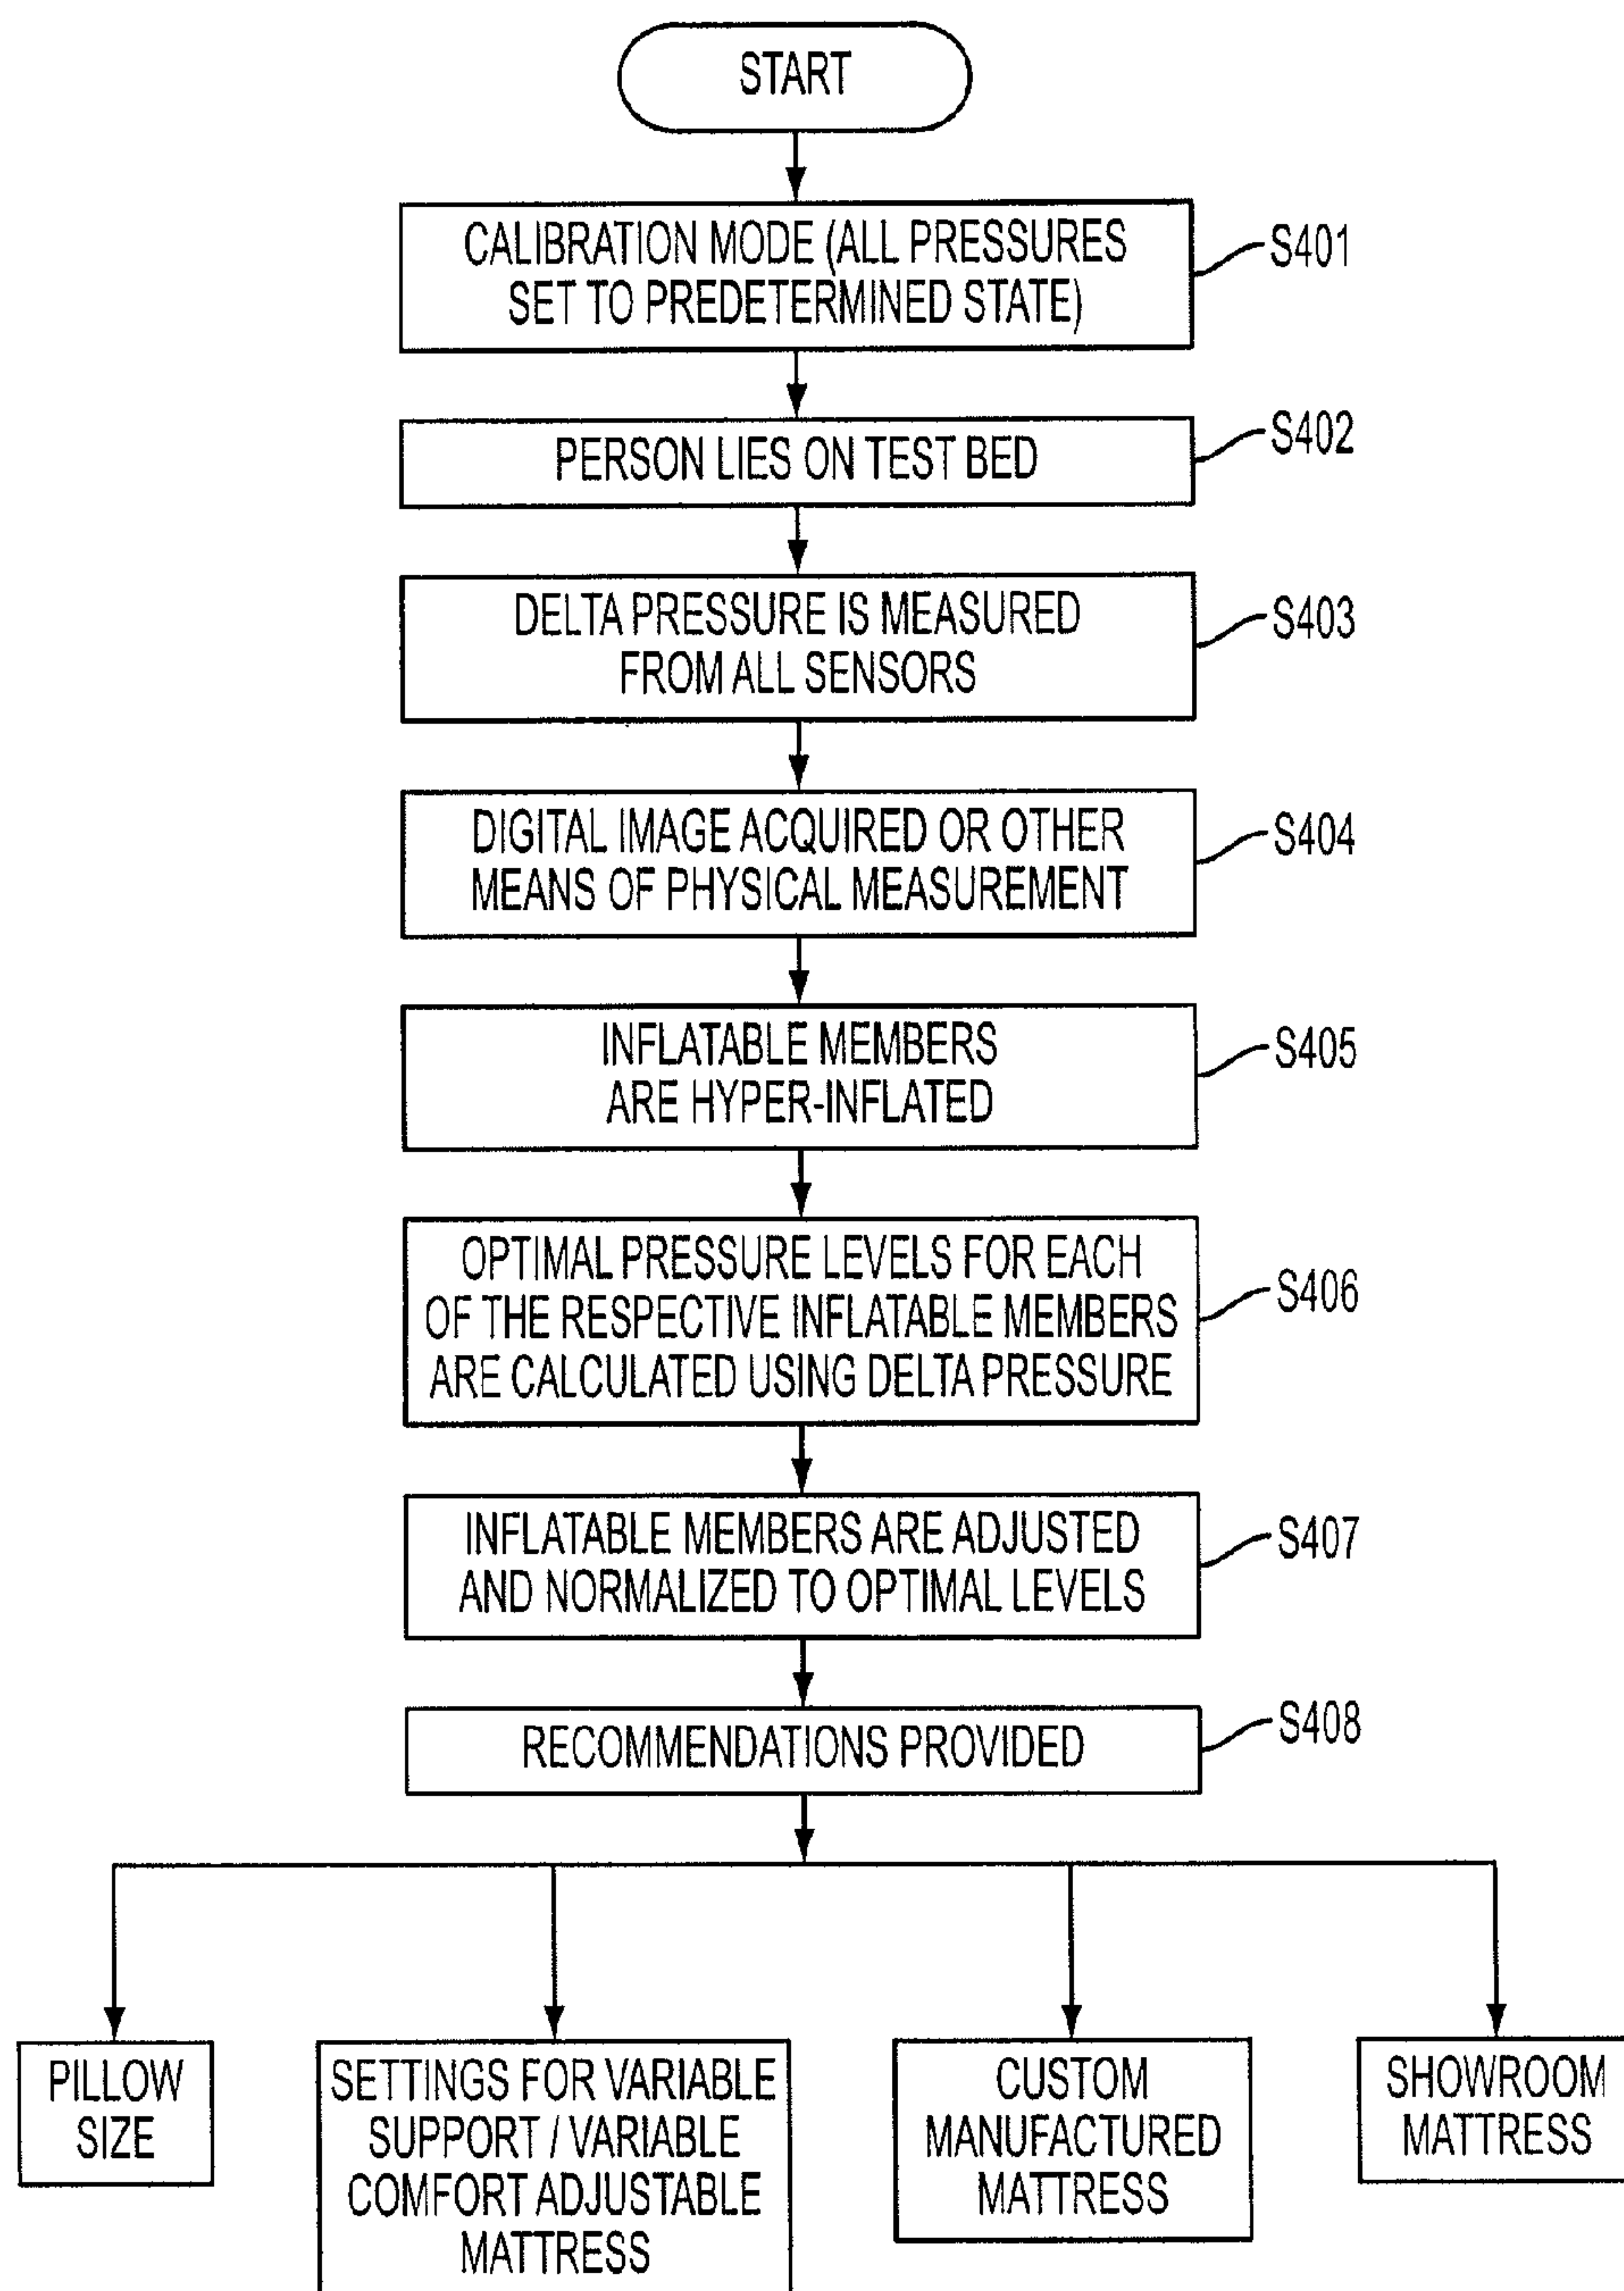 START
CALIBRATION MODE (ALL PRESSURES
SET TO PREDETERMINED STATE)
S401
PERSON LIES ON TEST BED
S402
DELTA PRESSURE IS MEASURED
FROM ALL SENSORS
S403
DIGITAL IMAGE ACQUIRED OR OTHER
MEANS OF PHYSICAL MEASUREMENT
S404
INFLATABLE MEMBERS
ARE HYPER-INFLATED
S405
OPTIMAL PRESSURE LEVELS FOR EACH
OF THE RESPECTIVE INFLATABLE MEMBERS
ARE CALCULATED USING DELTA PRESSURE
S406
INFLATABLE MEMBERS ARE ADJUSTED
AND NORMALIZED TO OPTIMAL LEVELS
S407
RECOMMENDATIONS PROVIDED
S408
PILLOW
SIZE
SETTINGS FOR VARIABLE
SUPPORT / VARIABLE
COMFORT ADJUSTABLE
MATTRESS
CUSTOM
MANUFACTURED
MATTRESS
SHOWROOM
MATTRESS